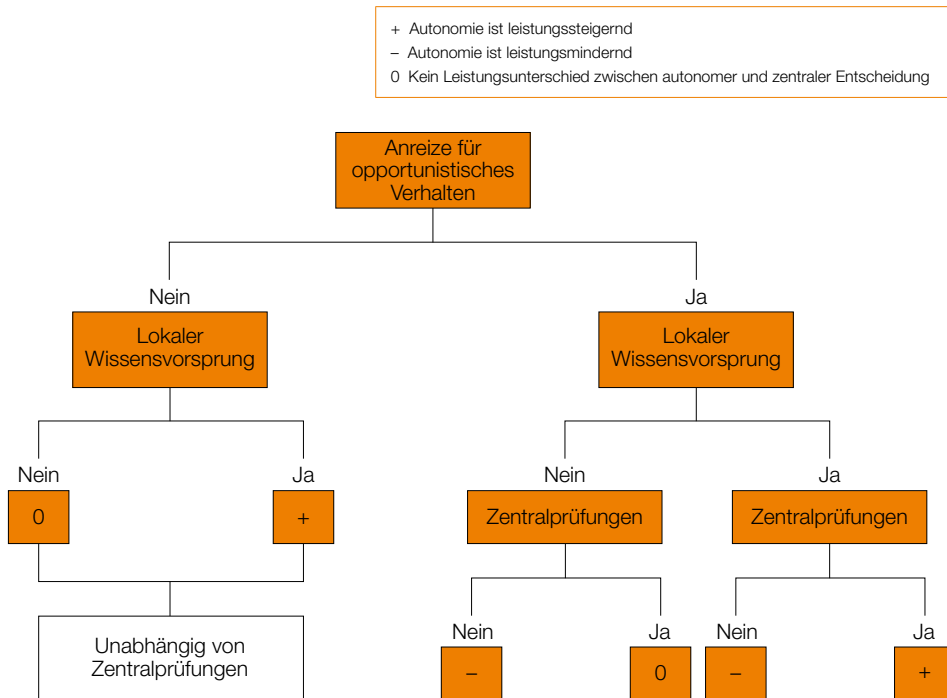 + Autonomie ist leistungssteigernd
– Autonomie ist leistungsmindernd
0 Kein Leistungsunterschied zwischen autonomer und zentraler Entscheidung
Anreize für
opportunistisches
Verhalten
Nein
Ja
Lokaler
Wissensvorsprung
Lokaler
Wissensvorsprung
Nein
Ja
Nein
Ja
0
+
Zentralprüfungen
Zentralprüfungen
Unabhängig von
Zentralprüfungen
Nein
Ja
Nein
Ja
–
0
–
+